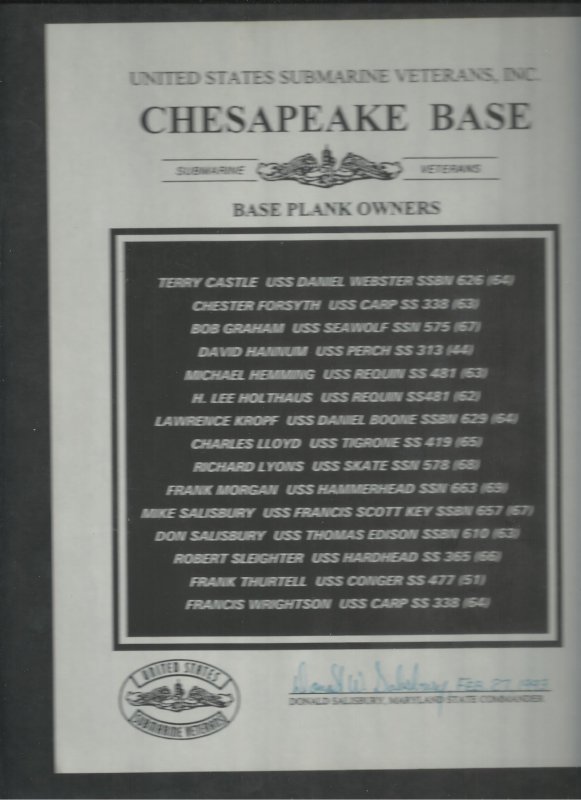 UNITED STATES SUBMARINE VETERANS, INC.
CHESAPEAKE BASE
SUBMARINE VETERANS
BASE PLANK OWNERS
TERRY CASTLE USS DANIEL WEBSTER SSBN 626 (64)
CHESTER FORSYTH USS CARP SS 338 (63)
BOB GRAHAM USS SEAWOLF SSN 575 (67)
DAVID HANNUM USS PERCH SS 313 (44)
MICHAEL HEMMING USS REQUIN SS 481 (63)
H. LEE HOLTHAUS USS REQUIN SS481 (62)
LAWRENCE KROPF USS DANIEL BOONE SSBN 629 (64)
CHARLES LLOYD USS TIGRONE SS 419 (65)
RICHARD LYONS USS SKATE SSN 578 (68)
FRANK MORGAN USS HAMMERHEAD SSN 663 (69)
MIKE SALISBURY USS FRANCIS SCOTT KEY SSBN 657 (67)
DON SALISBURY USS THOMAS EDISON SSBN 610 (63)
ROBERT SLEIGHTER USS HARDHEAD SS 365 (66)
FRANK THURTELL USS CONGER SS 477 (51)
FRANCIS WRIGHTSON USS CARP SS 338 (64)
Donald W. Salisbury FEB. 27, 
DONALD SALISBURY, MARYLAND STATE COMMANDER
UNITED STATES
SUBMARINE VETERANS